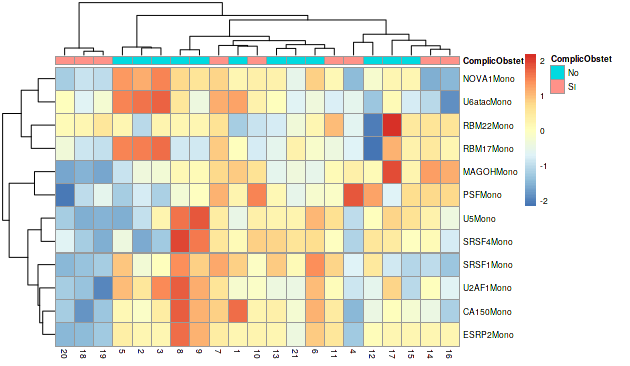 ComplicObstet
NOVA1Mono
U6atacMono
RBM22Mono
RBM17Mono
MAGOHMono
PSFMono
U5Mono
SRSF4Mono
SRSF1Mono
U2AF1Mono
CA150Mono
ESRP2Mono
20 18 19 5 2 3 8 9 7 1 10 13 21 6 11 4 12 17 15 14 16
2
1
0
-1
-2
ComplicObstet
No
SI